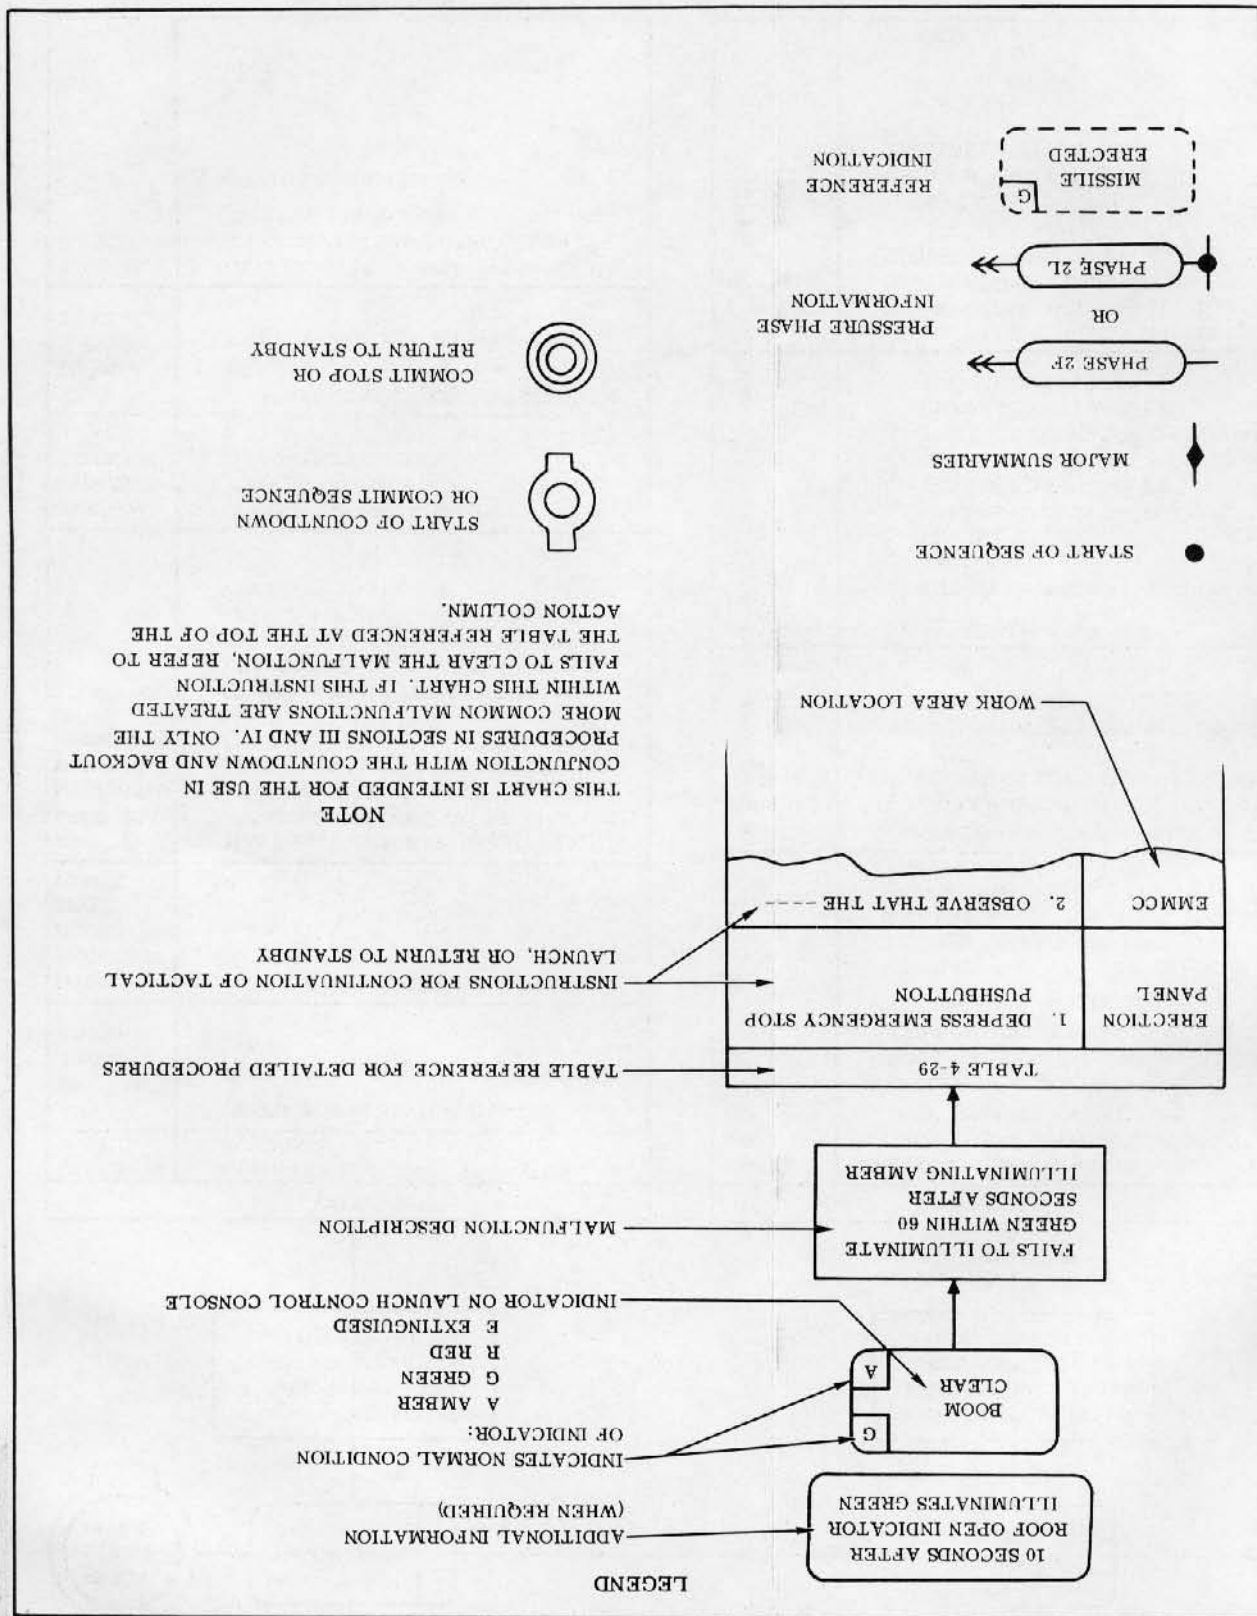 LEGEND
10 SECONDS AFTER
ROOF OPEN INDICATOR
ILLUMINATES GREEN
ADDITIONAL INFORMATION
(WHEN REQUIRED)
BOOM
CLEAR
G
A
INDICATES NORMAL CONDITION
OF INDICATOR:
A AMBER
G GREEN
R RED
E EXTINGUISED
INDICATOR ON LAUNCH CONTROL CONSOLE
FAILS TO ILLUMINATE
GREEN WITHIN 60
SECONDS AFTER
ILLUMINATING AMBER
MALFUNCTION DESCRIPTION
TABLE 4-29
TABLE REFERENCE FOR DETAILED PROCEDURES
ERECTION
PANEL
1. DEPRESS EMERGENCY STOP
PUSHBUTTON
INSTRUCTIONS FOR CONTINUATION OF TACTICAL
LAUNCH, OR RETURN TO STANDBY
EMMCC
2. OBSERVE THAT THE ----
WORK AREA LOCATION
NOTE
THIS CHART IS INTENDED FOR THE USE IN
CONJUNCTION WITH THE COUNTDOWN AND BACKOUT
PROCEDURES IN SECTIONS III AND IV. ONLY THE
MORE COMMON MALFUNCTIONS ARE TREATED
WITHIN THIS CHART. IF THIS INSTRUCTION
FAILS TO CLEAR THE MALFUNCTION, REFER TO
THE TABLE REFERENCED AT THE TOP OF THE
ACTION COLUMN.
START OF SEQUENCE
MAJOR SUMMARIES
PHASE 2F
OR
PHASE 2L
PRESSURE PHASE
INFORMATION
MISSILE
ERECTED
G
REFERENCE
INDICATION
START OF COUNTDOWN
OR COMMIT SEQUENCE
COMMIT STOP OR
RETURN TO STANDBY